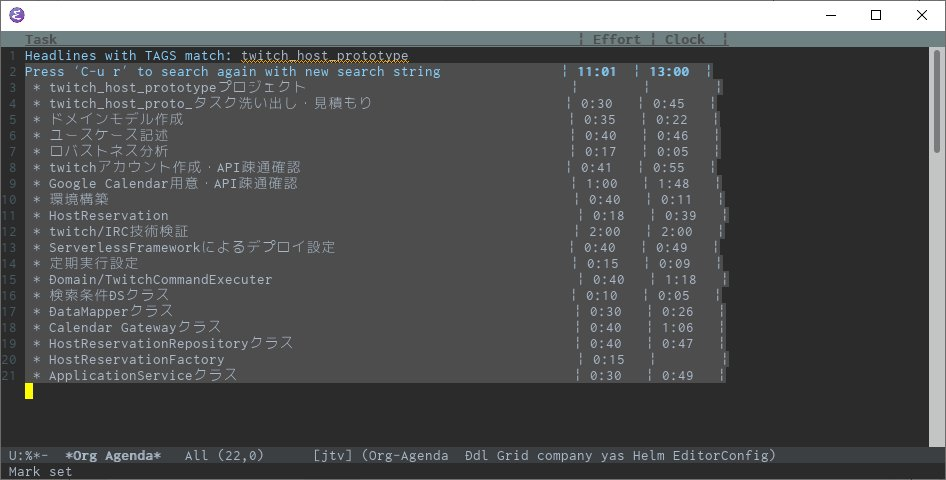 Task ¦ Effort ¦ Clock ¦
1 Headlines with TAGS match: twitch_host_prototype
2 Press ‘C-u r’ to search again with new search string ¦ 11:01 ¦ 13:00 ¦
3 * twitch_host_prototypeプロジェクト ¦ ¦ ¦
4 * twitch_host_proto_タスク洗い出し・見積もり ¦ 0:30 ¦ 0:45 ¦
5 * ドメインモデル作成 ¦ 0:35 ¦ 0:22 ¦
6 * ユースケース記述 ¦ 0:40 ¦ 0:46 ¦
7 * ロバストネス分析 ¦ 0:17 ¦ 0:05 ¦
8 * twitchアカウント作成・API疎通確認 ¦ 0:41 ¦ 0:55 ¦
9 * Google Calendar用意・API疎通確認 ¦ 1:00 ¦ 1:48 ¦
10 * 環境構築 ¦ 0:40 ¦ 0:11 ¦
11 * HostReservation ¦ 0:18 ¦ 0:39 ¦
12 * twitch/IRC技術検証 ¦ 2:00 ¦ 2:00 ¦
13 * ServerlessFrameworkによるデプロイ設定 ¦ 0:40 ¦ 0:49 ¦
14 * 定期実行設定 ¦ 0:15 ¦ 0:09 ¦
15 * Domain/TwitchCommandExecuter ¦ 0:40 ¦ 1:18 ¦
16 * 検索条件DSクラス ¦ 0:10 ¦ 0:05 ¦
17 * DataMapperクラス ¦ 0:30 ¦ 0:26 ¦
18 * Calendar Gatewayクラス ¦ 0:40 ¦ 1:06 ¦
19 * HostReservationRepositoryクラス ¦ 0:40 ¦ 0:47 ¦
20 * HostReservationFactory ¦ 0:15 ¦ ¦
21 * ApplicationServiceクラス ¦ 0:30 ¦ 0:49 ¦
U:%*- *Org Agenda* All (22,0) [jtv] (Org-Agenda Ddl Grid company yas Helm EditorConfig)
Mark set